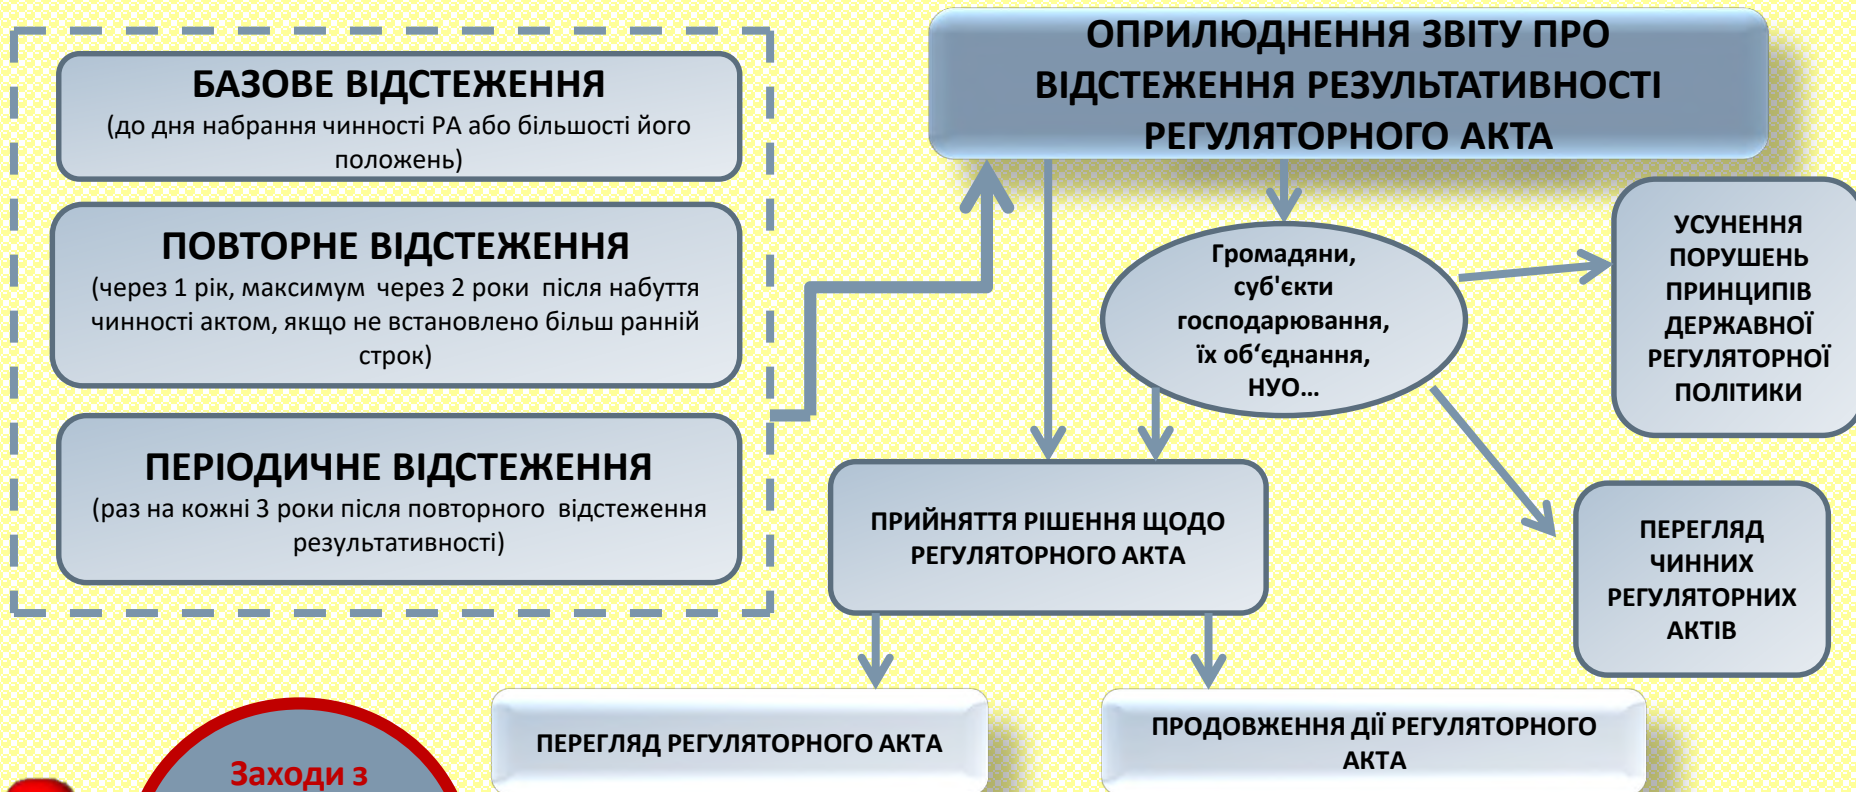 БАЗОВЕ ВІДСТЕЖЕННЯ
(до дня набрання чинності РА або більшості його
положень)
ПОВТОРНЕ ВІДСТЕЖЕННЯ
(через 1 рік, максимум через 2 роки після набуття
чинності актом, якщо не встановлено більш ранній
строк)
ПЕРІОДИЧНЕ ВІДСТЕЖЕННЯ
(раз на кожні 3 роки після повторного відстеження
результативності)
ОПРИЛЮДНЕННЯ ЗВІТУ ПРО
ВІДСТЕЖЕННЯ РЕЗУЛЬТАТИВНОСТІ
РЕГУЛЯТОРНОГО АКТА
Громадяни,
суб'єкти
господарювання,
їх об‘єднання,
НУО…
УСУНЕННЯ
ПОРУШЕНЬ
ПРИНЦИПІВ
ДЕРЖАВНОЇ
РЕГУЛЯТОРНОЇ
ПОЛІТИКИ
ПРИЙНЯТТЯ РІШЕННЯ ЩОДО
РЕГУЛЯТОРНОГО АКТА
ПЕРЕГЛЯД
ЧИННИХ
РЕГУЛЯТОРНИХ
АКТІВ
ПЕРЕГЛЯД РЕГУЛЯТОРНОГО АКТА
ПРОДОВЖЕННЯ ДІЇ РЕГУЛЯТОРНОГО
АКТА
Заходи з